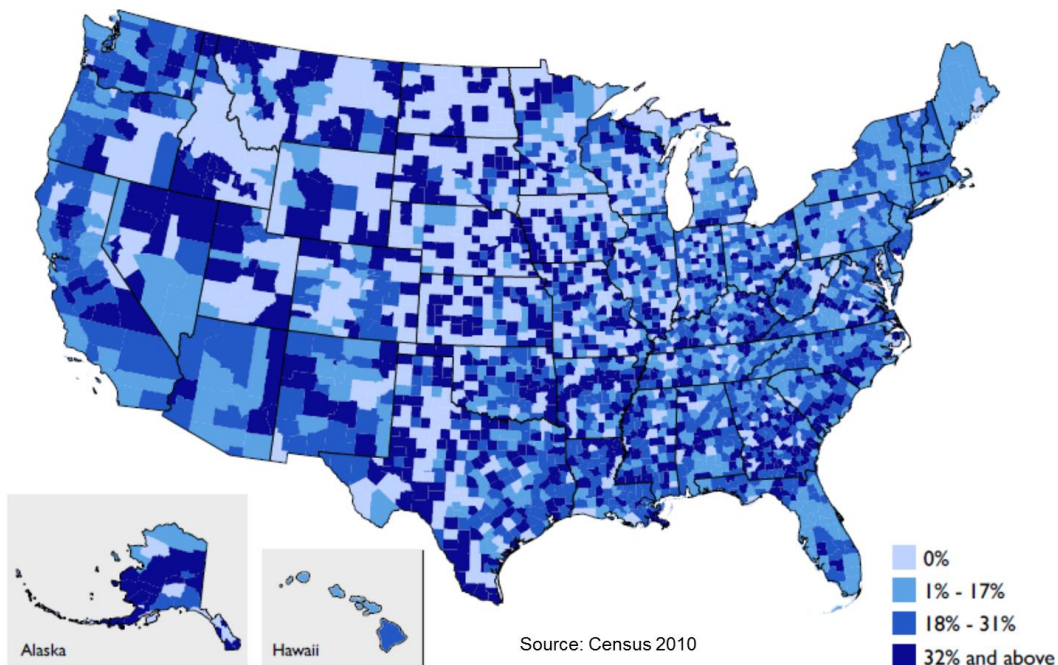 Alaska
Hawaii
Source: Census 2010
0%
1% - 17%
18% - 31%
32% and above